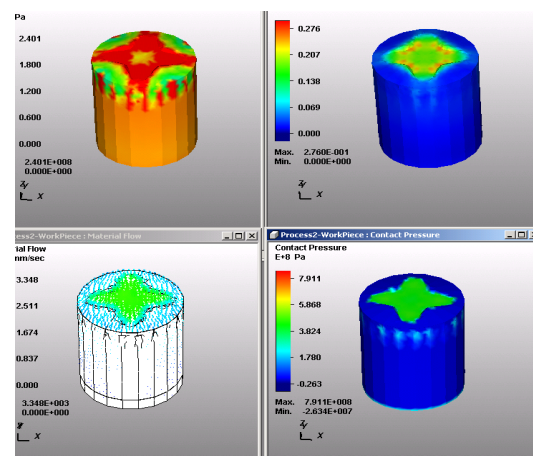 Pa
2.401
1.800
1.200
0.600
0.000
2.401E+008
0.000E+000
X
0.276
0.207
0.138
0.069
0.000
Max. 2.760E-001
Min. 0.000E+000
X
cess2-WorkPiece : Material Flow
ial Flow
mm/sec
3.348
2.511
1.674
0.837
0.000
3.348E+003
0.000E+000
X
Process2-WorkPiece : Contact Pressure
Contact Pressure
E+8 Pa
7.911
5.868
3.824
1.780
-0.263
Max. 7.911E+008
Min. -2.634E+007
X